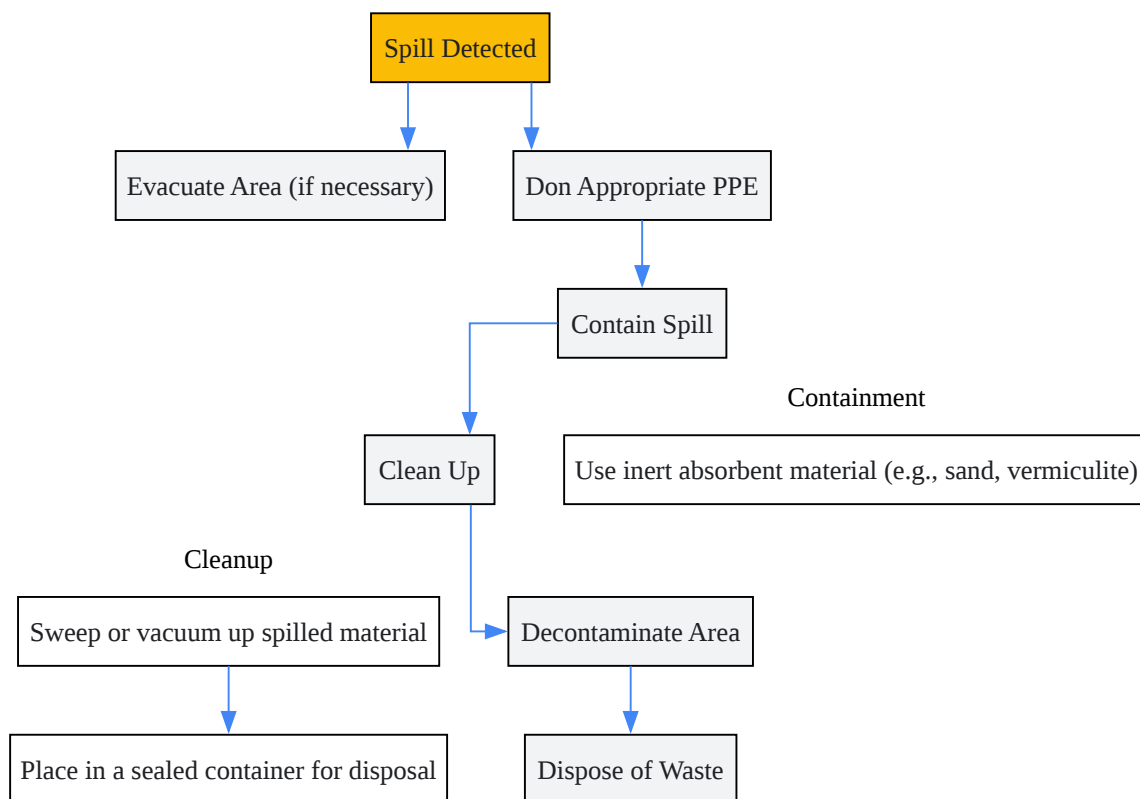 Spill Detected
Evacuate Area (if necessary)
Don Appropriate PPE
Contain Spill
Containment
Clean Up
Use inert absorbent material (e.g., sand, vermiculite)
Cleanup
Sweep or vacuum up spilled material
Decontaminate Area
Place in a sealed container for disposal
Dispose of Waste